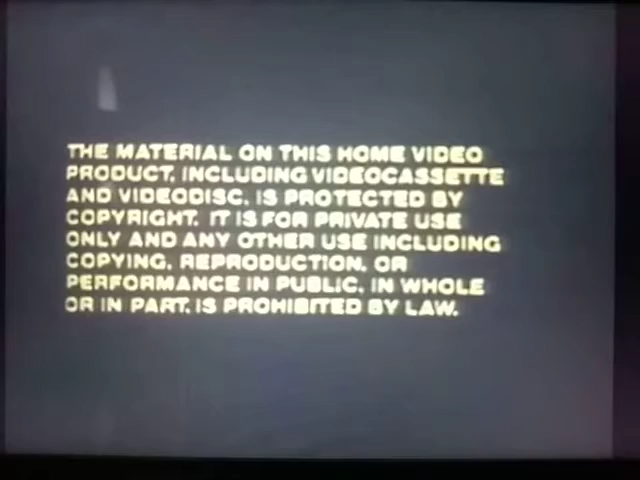 THE MATERIAL ON THIS HOME VIDEO
PRODUCT, INCLUDING VIDEOCASSETTE
AND VIDEODISC, IS PROTECTED BY
COPYRIGHT. IT IS FOR PRIVATE USE
ONLY AND ANY OTHER USE INCLUDING
COPYING, REPRODUCTION, OR
PERFORMANCE IN PUBLIC, IN WHOLE
OR IN PART, IS PROHIBITED BY LAW.